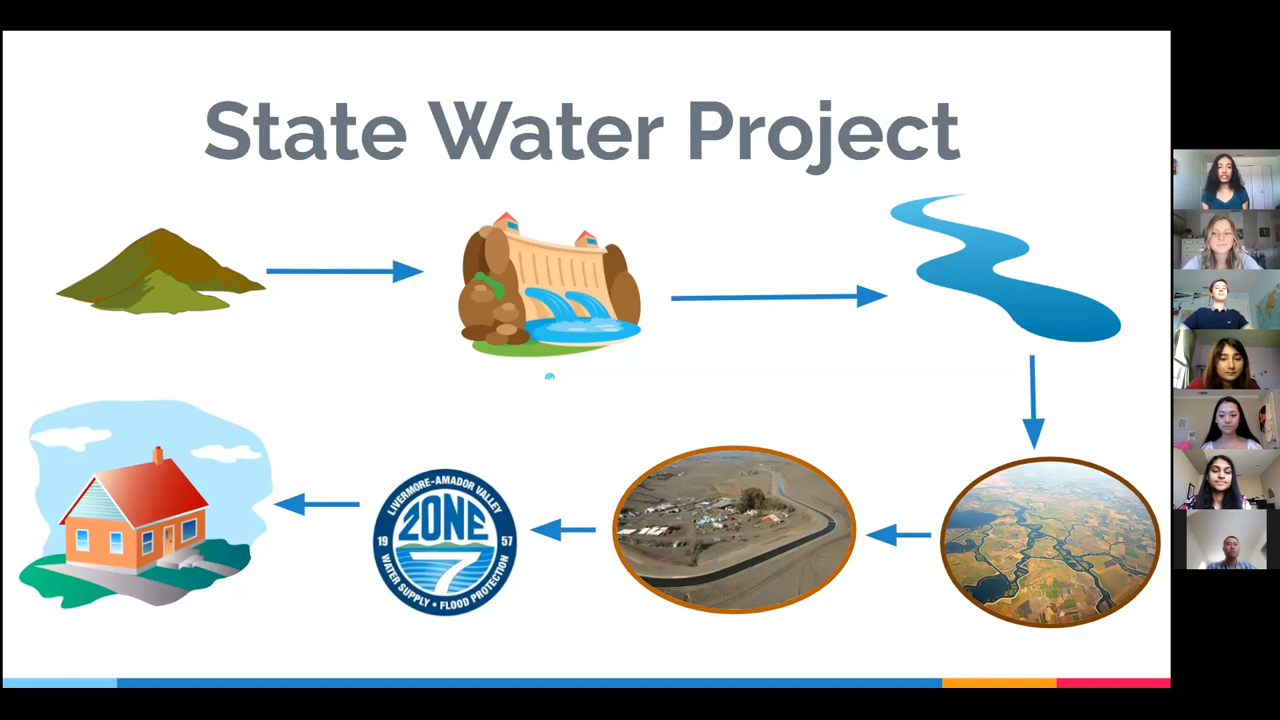 State Water Project
LIVERMORE-AMADOR VALLEY
ZONE
19 57
7
WATER SUPPLY • FLOOD PROTECTION